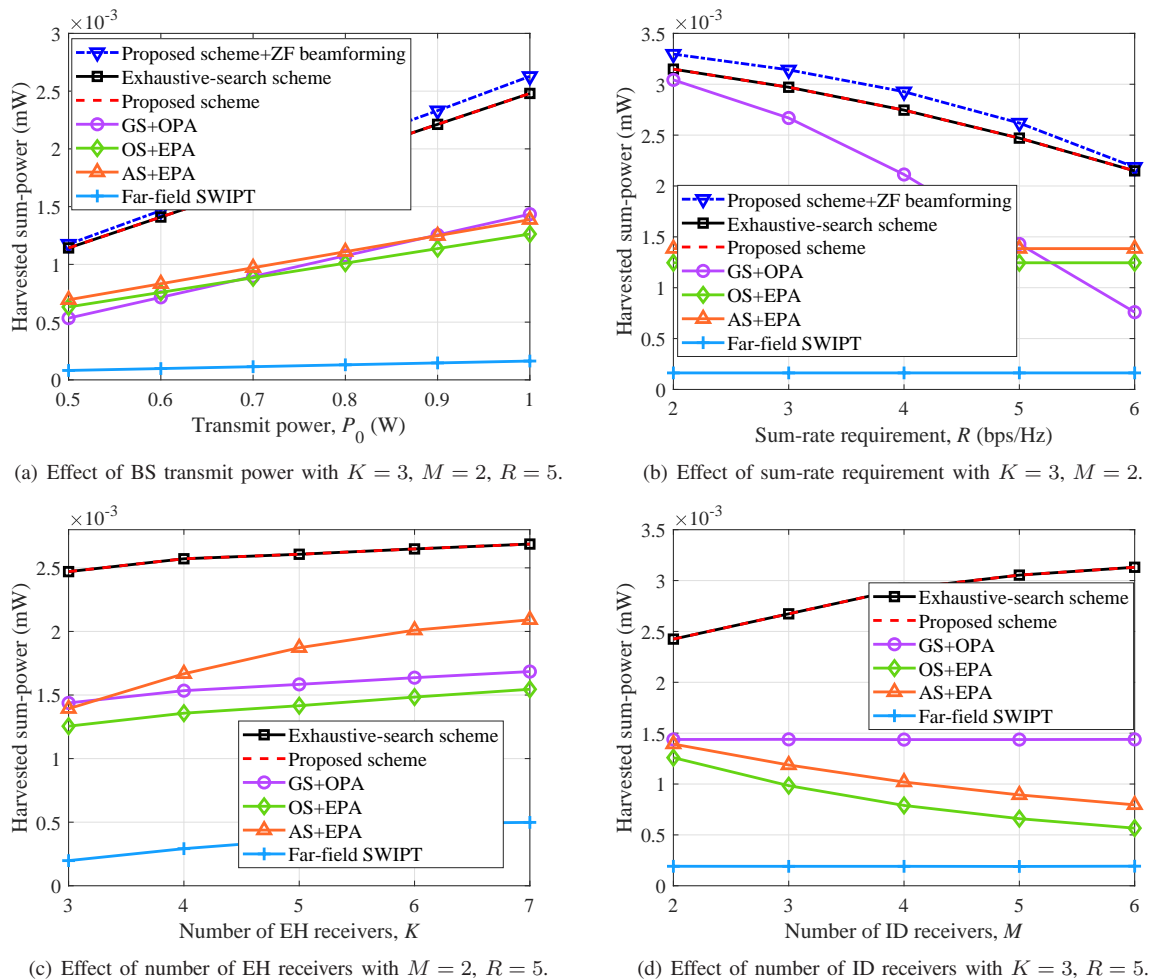 ×10⁻³
3
2.5
2
1.5
1
0.5
0
Harvested sum-power (mW)
Proposed scheme+ZF beamforming
Exhaustive-search scheme
Proposed scheme
GS+OPA
OS+EPA
AS+EPA
Far-field SWIPT
0.5 0.6 0.7 0.8 0.9 1
Transmit power, P₀ (W)
(a) Effect of BS transmit power with K = 3, M = 2, R = 5.
×10⁻³
3.5
3
2.5
2
1.5
1
0.5
0
Harvested sum-power (mW)
Proposed scheme+ZF beamforming
Exhaustive-search scheme
Proposed scheme
GS+OPA
OS+EPA
AS+EPA
Far-field SWIPT
2 3 4 5 6
Sum-rate requirement, R (bps/Hz)
(b) Effect of sum-rate requirement with K = 3, M = 2.
×10⁻³
2.5
2
1.5
1
0.5
0
Harvested sum-power (mW)
Exhaustive-search scheme
Proposed scheme
GS+OPA
OS+EPA
AS+EPA
Far-field SWIPT
3 4 5 6 7
Number of EH receivers, K
(c) Effect of number of EH receivers with M = 2, R = 5.
×10⁻³
3.5
3
2.5
2
1.5
1
0.5
0
Harvested sum-power (mW)
Exhaustive-search scheme
Proposed scheme
GS+OPA
OS+EPA
AS+EPA
Far-field SWIPT
2 3 4 5 6
Number of ID receivers, M
(d) Effect of number of ID receivers with K = 3, R = 5.